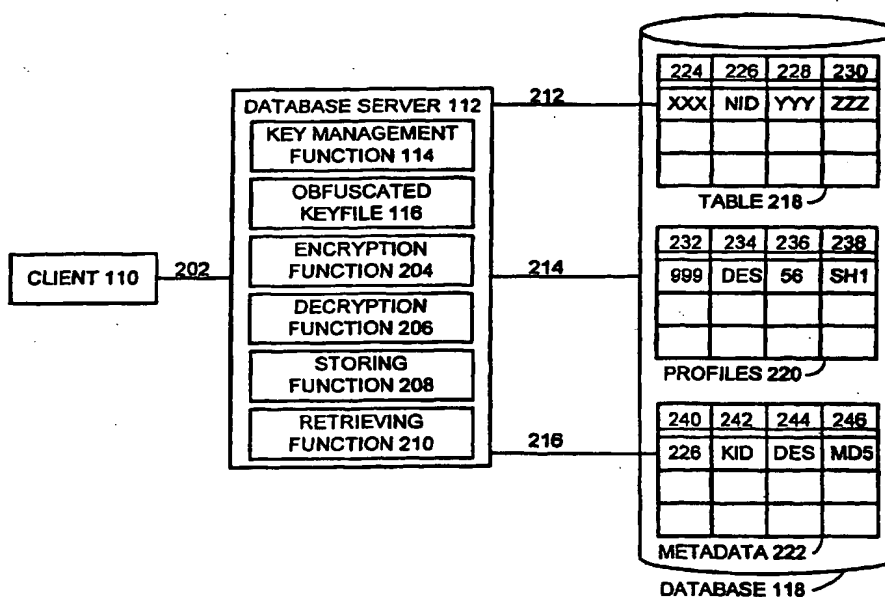 CLIENT 110
202
DATABASE SERVER 112
KEY MANAGEMENT
FUNCTION 114
OBFUSCATED
KEYFILE 116
ENCRYPTION
FUNCTION 204
DECRYPTION
FUNCTION 206
STORING
FUNCTION 208
RETRIEVING
FUNCTION 210
212
214
216
224 226 228 230
XXX NID YYY ZZZ
TABLE 218
232 234 236 238
999 DES 56 SH1
PROFILES 220
240 242 244 246
226 KID DES MD5
METADATA 222
DATABASE 118